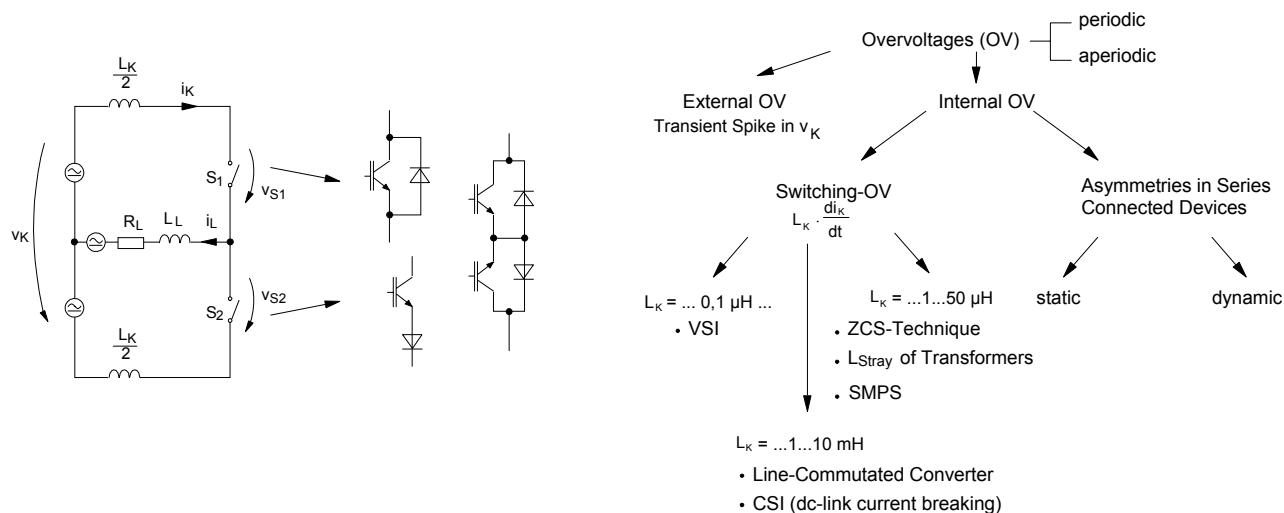 L_K
2
i_K
S_1
v_S1
v_K
R_L
L_L
i_L
S_2
v_S2
L_K
2
Overvoltages (OV)
periodic
aperiodic
External OV
Transient Spike in v_K
Internal OV
Switching-OV
L_K · di_K
dt
Asymmetries in Series
Connected Devices
L_K = ... 0,1 µH ...
• VSI
L_K = ...1...50 µH
• ZCS-Technique
• L_Stray of Transformers
• SMPS
static
dynamic
L_K = ...1...10 mH
• Line-Commutated Converter
• CSI (dc-link current breaking)